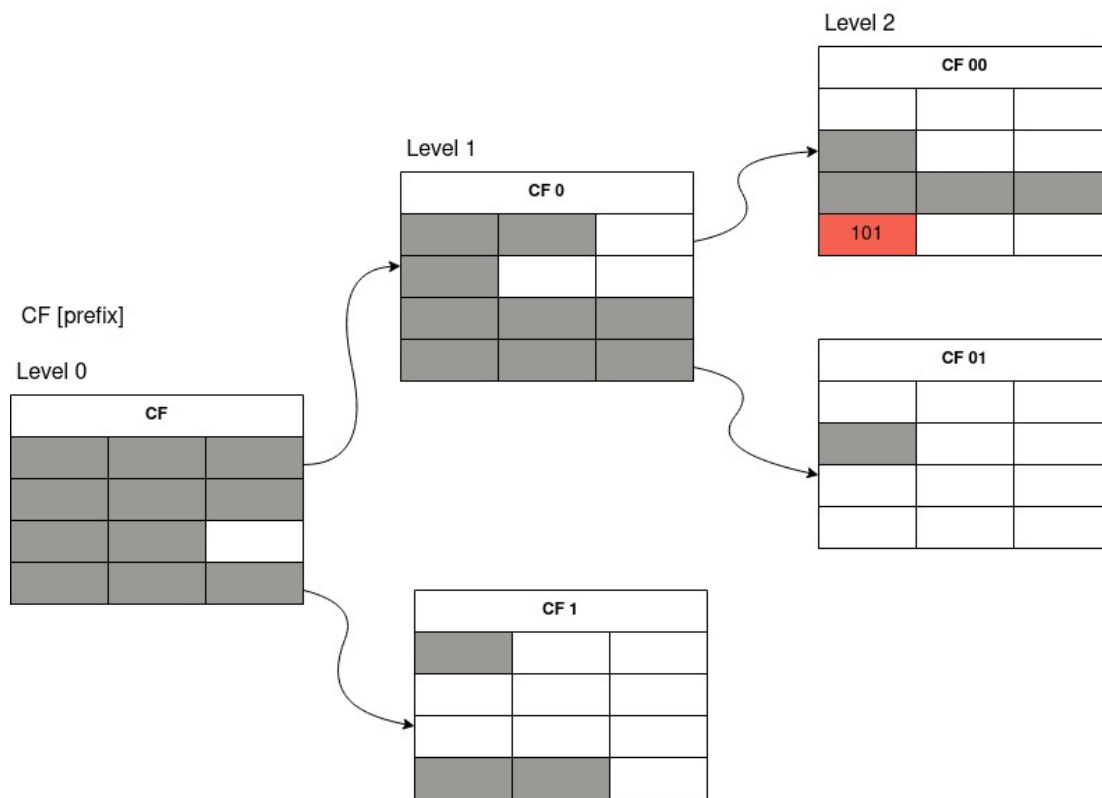 Level 2
CF 00
Level 1
CF 0
101
CF [prefix]
CF 01
Level 0
CF
CF 1